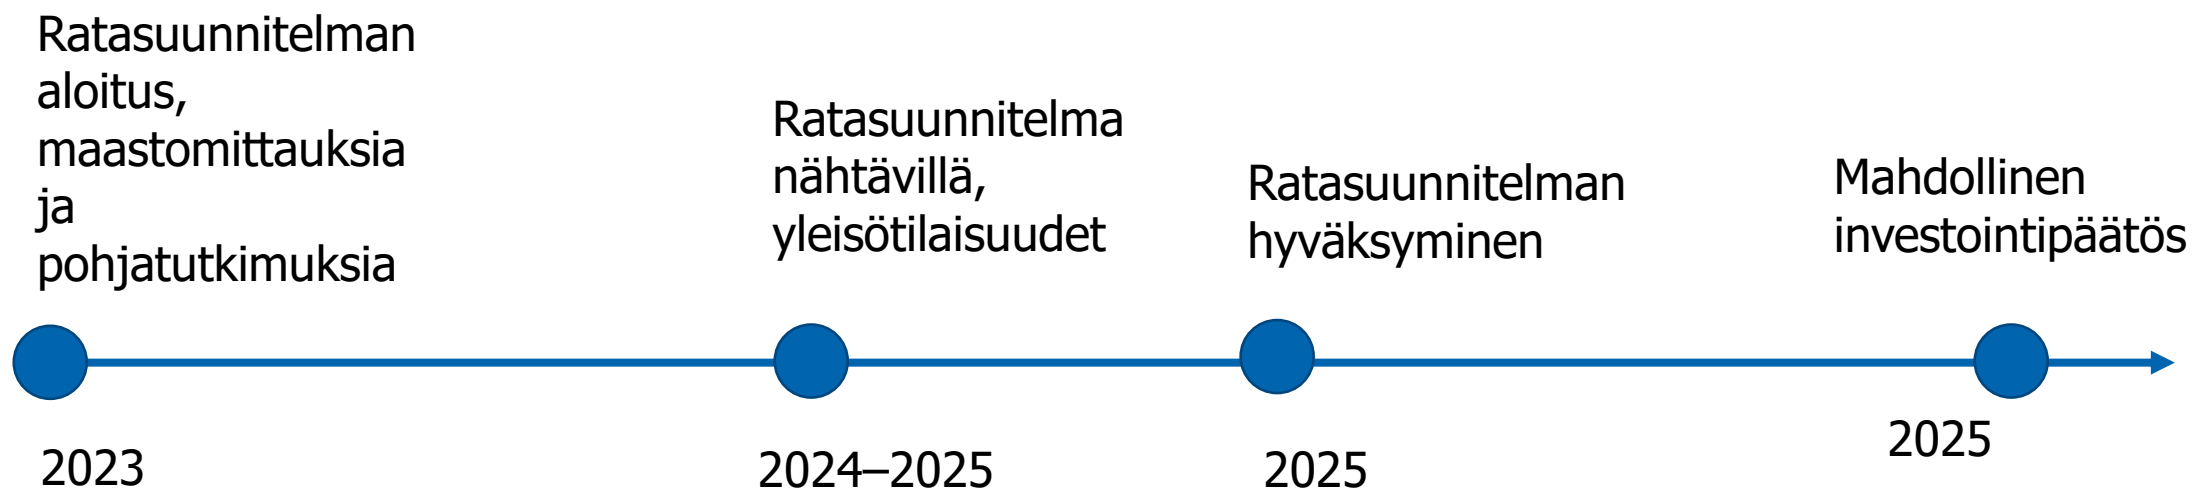 Ratasuunnitelman
aloitus,
maastomittauksia
ja
pohjatutkimuksia
2023
Ratasuunnitelma
nähtävillä,
yleisötilaisuudet
2024–2025
Ratasuunnitelman
hyväksyminen
2025
Mahdollinen
investointipäätös
2025